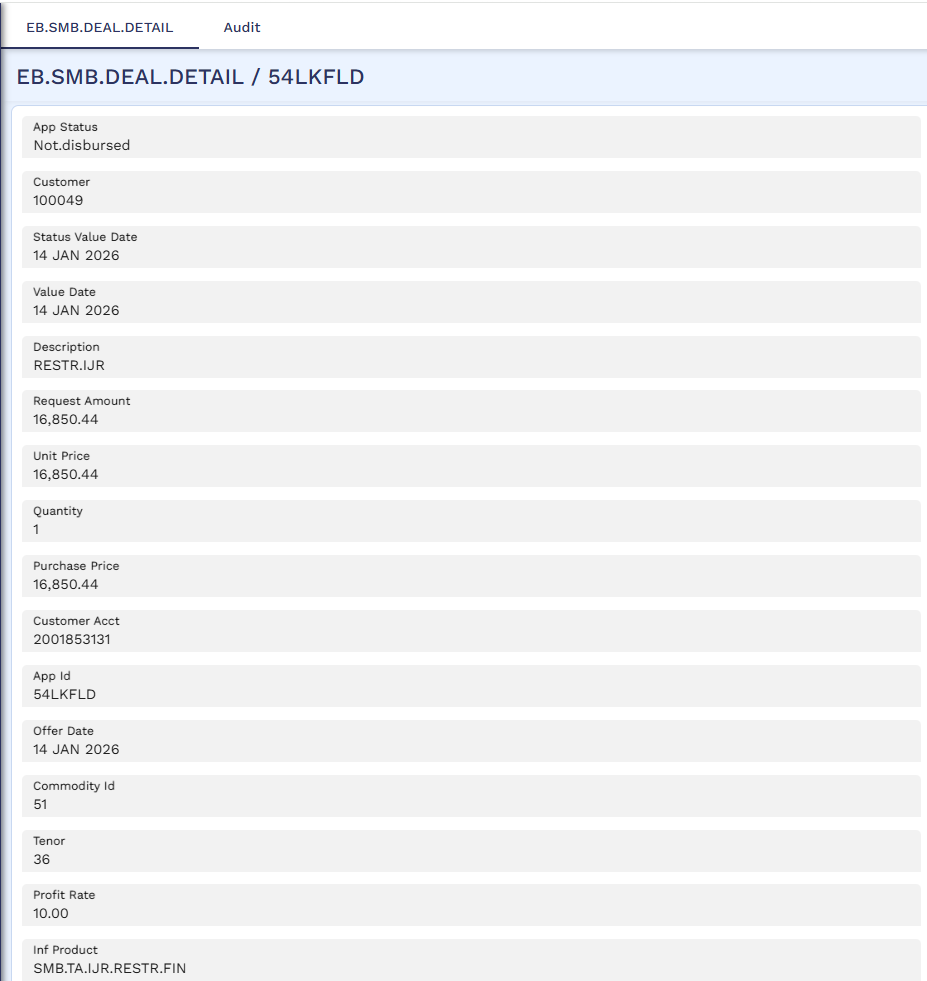 EB.SMB.DEAL.DETAIL Audit
EB.SMB.DEAL.DETAIL / 54LKFLD
App Status
Not.disbursed
Customer
100049
Status Value Date
14 JAN 2026
Value Date
14 JAN 2026
Description
RESTR.IJR
Request Amount
16,850.44
Unit Price
16,850.44
Quantity
1
Purchase Price
16,850.44
Customer Acct
2001853131
App Id
54LKFLD
Offer Date
14 JAN 2026
Commodity Id
51
Tenor
36
Profit Rate
10.00
Inf Product
SMB.TA.IJR.RESTR.FIN